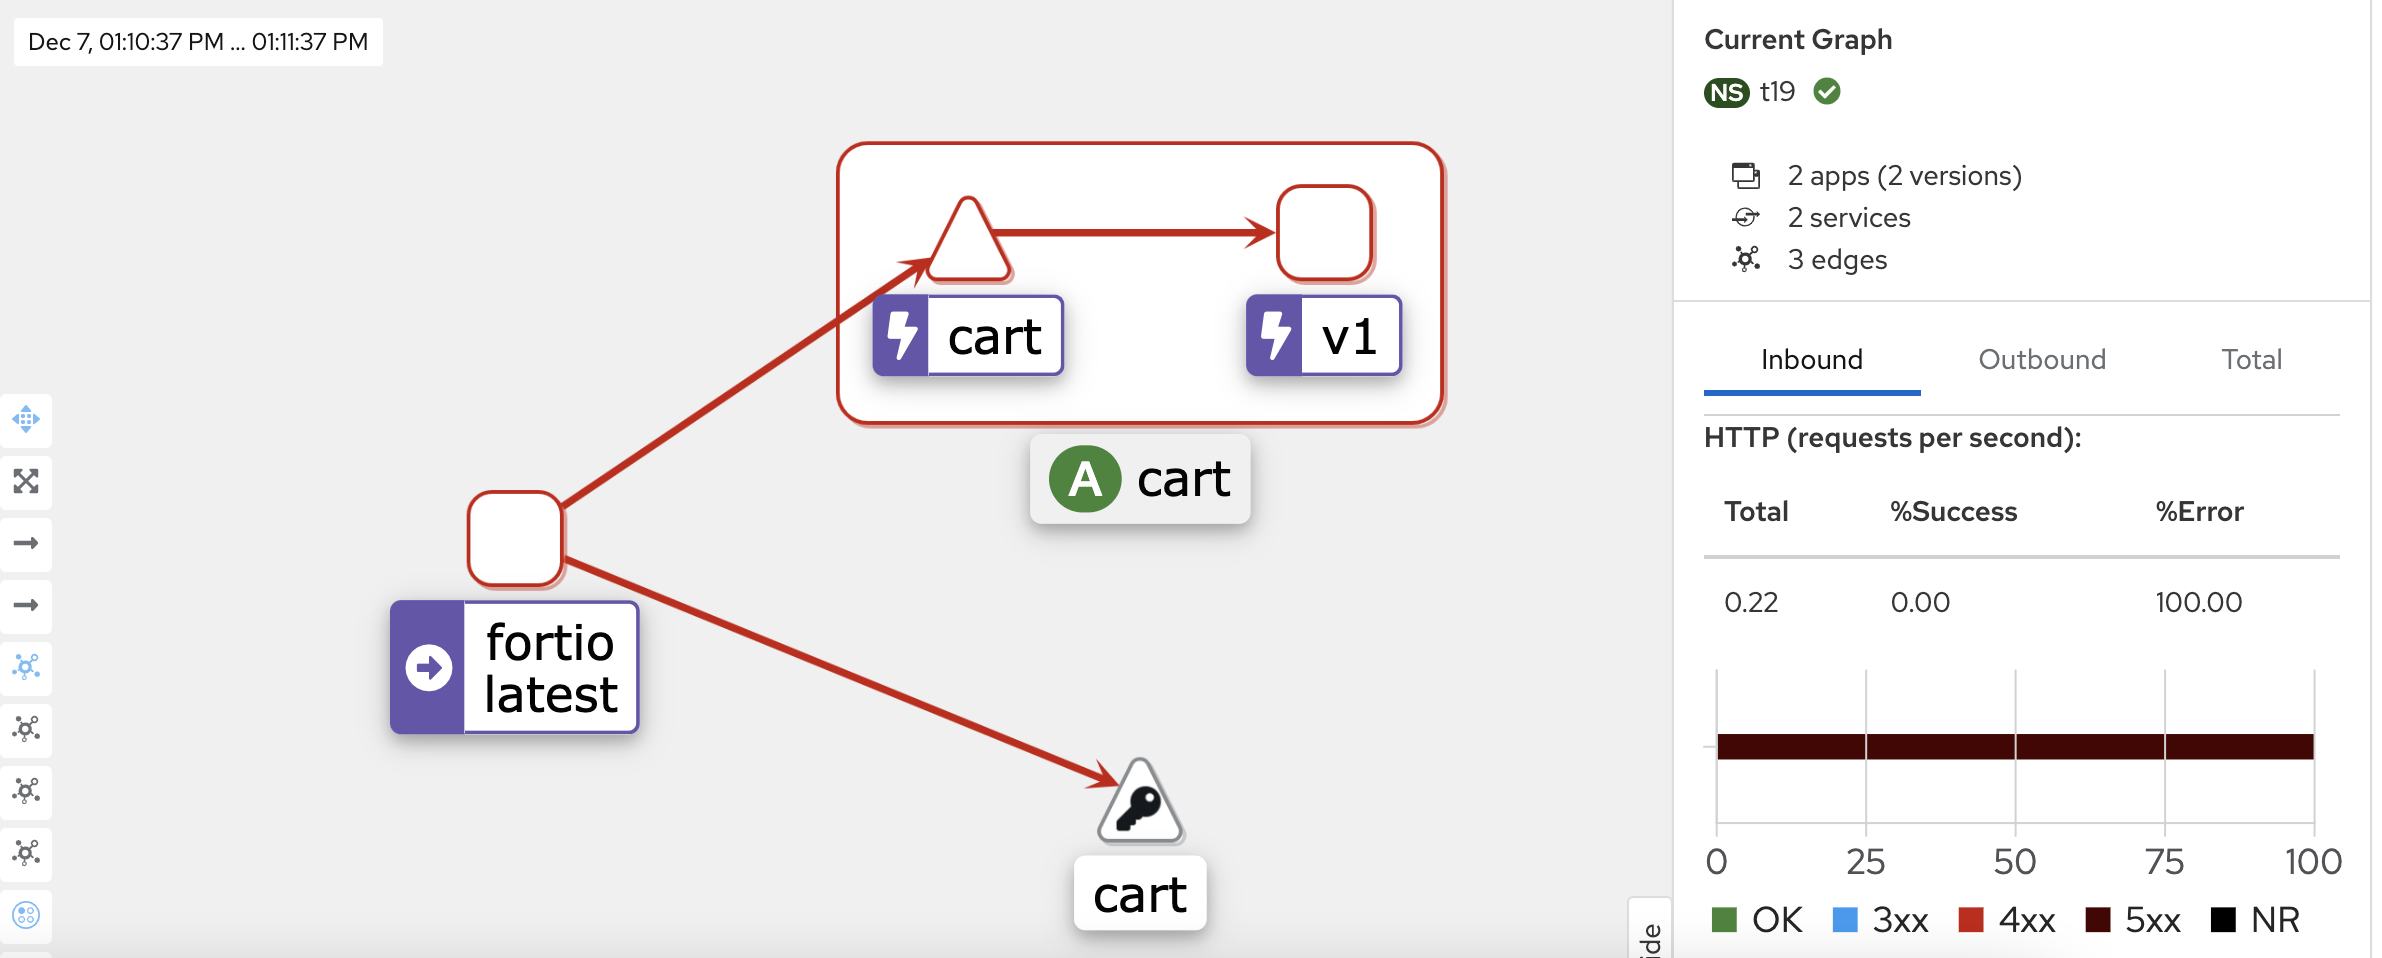 Dec 7, 01:10:37 PM ... 01:11:37 PM
cart
v1
A cart
fortio
latest
cart
ide
Current Graph
NS t19
2 apps (2 versions)
2 services
3 edges
Inbound Outbound Total
HTTP (requests per second):
Total %Success %Error
0.22 0.00 100.00
0 25 50 75 100
OK 3xx 4xx 5xx NR